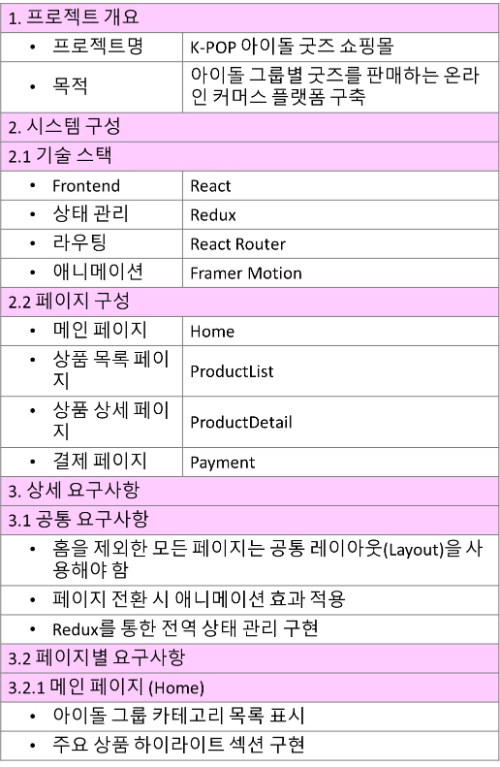 1. 프로젝트 개요
• 프로젝트명 K-POP 아이돌 굿즈 쇼핑몰
• 목적 아이돌 그룹별 굿즈를 판매하는 온라
인 커머스 플랫폼 구축
2. 시스템 구성
2.1 기술 스택
• Frontend React
• 상태 관리 Redux
• 라우팅 React Router
• 애니메이션 Framer Motion
2.2 페이지 구성
• 메인 페이지 Home
• 상품 목록 페이
지 ProductList
• 상품 상세 페이
지 ProductDetail
• 결제 페이지 Payment
3. 상세 요구사항
3.1 공통 요구사항
• 홈을 제외한 모든 페이지는 공통 레이아웃(Layout)을 사
용해야 함
• 페이지 전환 시 애니메이션 효과 적용
• Redux를 통한 전역 상태 관리 구현
3.2 페이지별 요구사항
3.2.1 메인 페이지 (Home)
• 아이돌 그룹 카테고리 목록 표시
• 주요 상품 하이라이트 섹션 구현